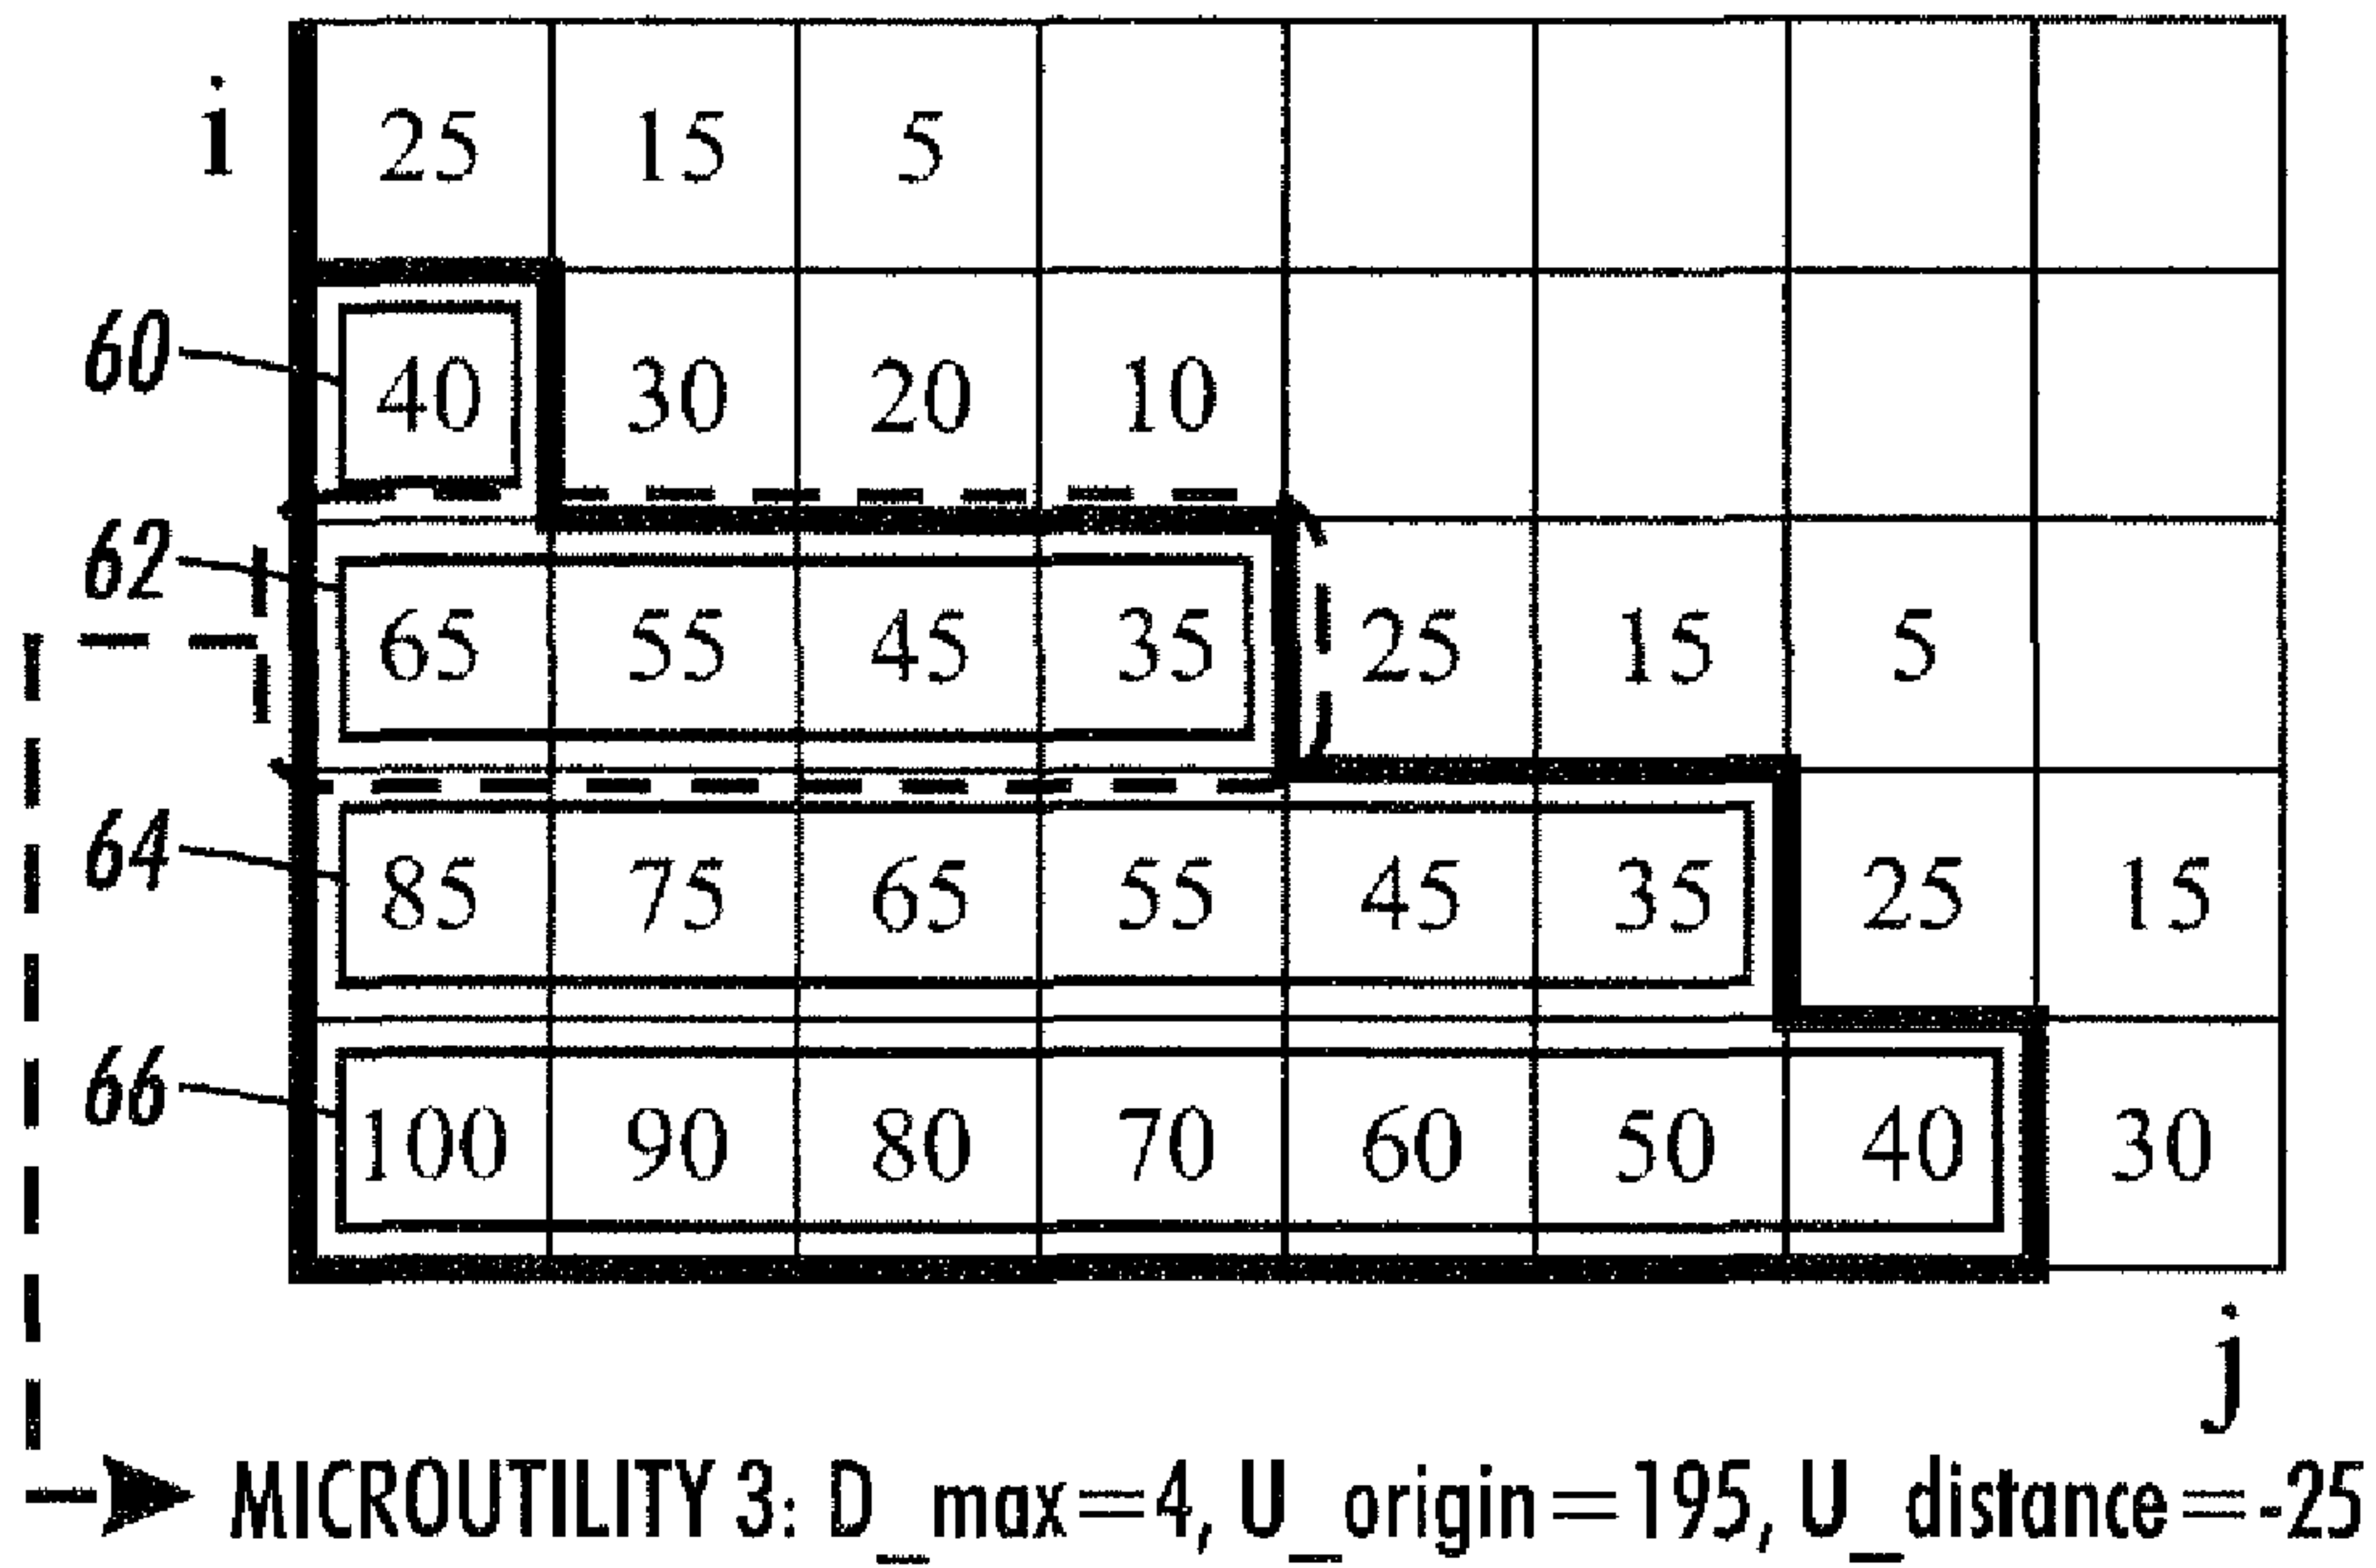 i 25 15 5
60 40 30 20 10
62 65 55 45 35 25 15 5
64 85 75 65 55 45 35 25 15
66 100 90 80 70 60 50 40 30
j
MICROUTILITY 3: D_max=4, U_origin=195, U_distance=-25